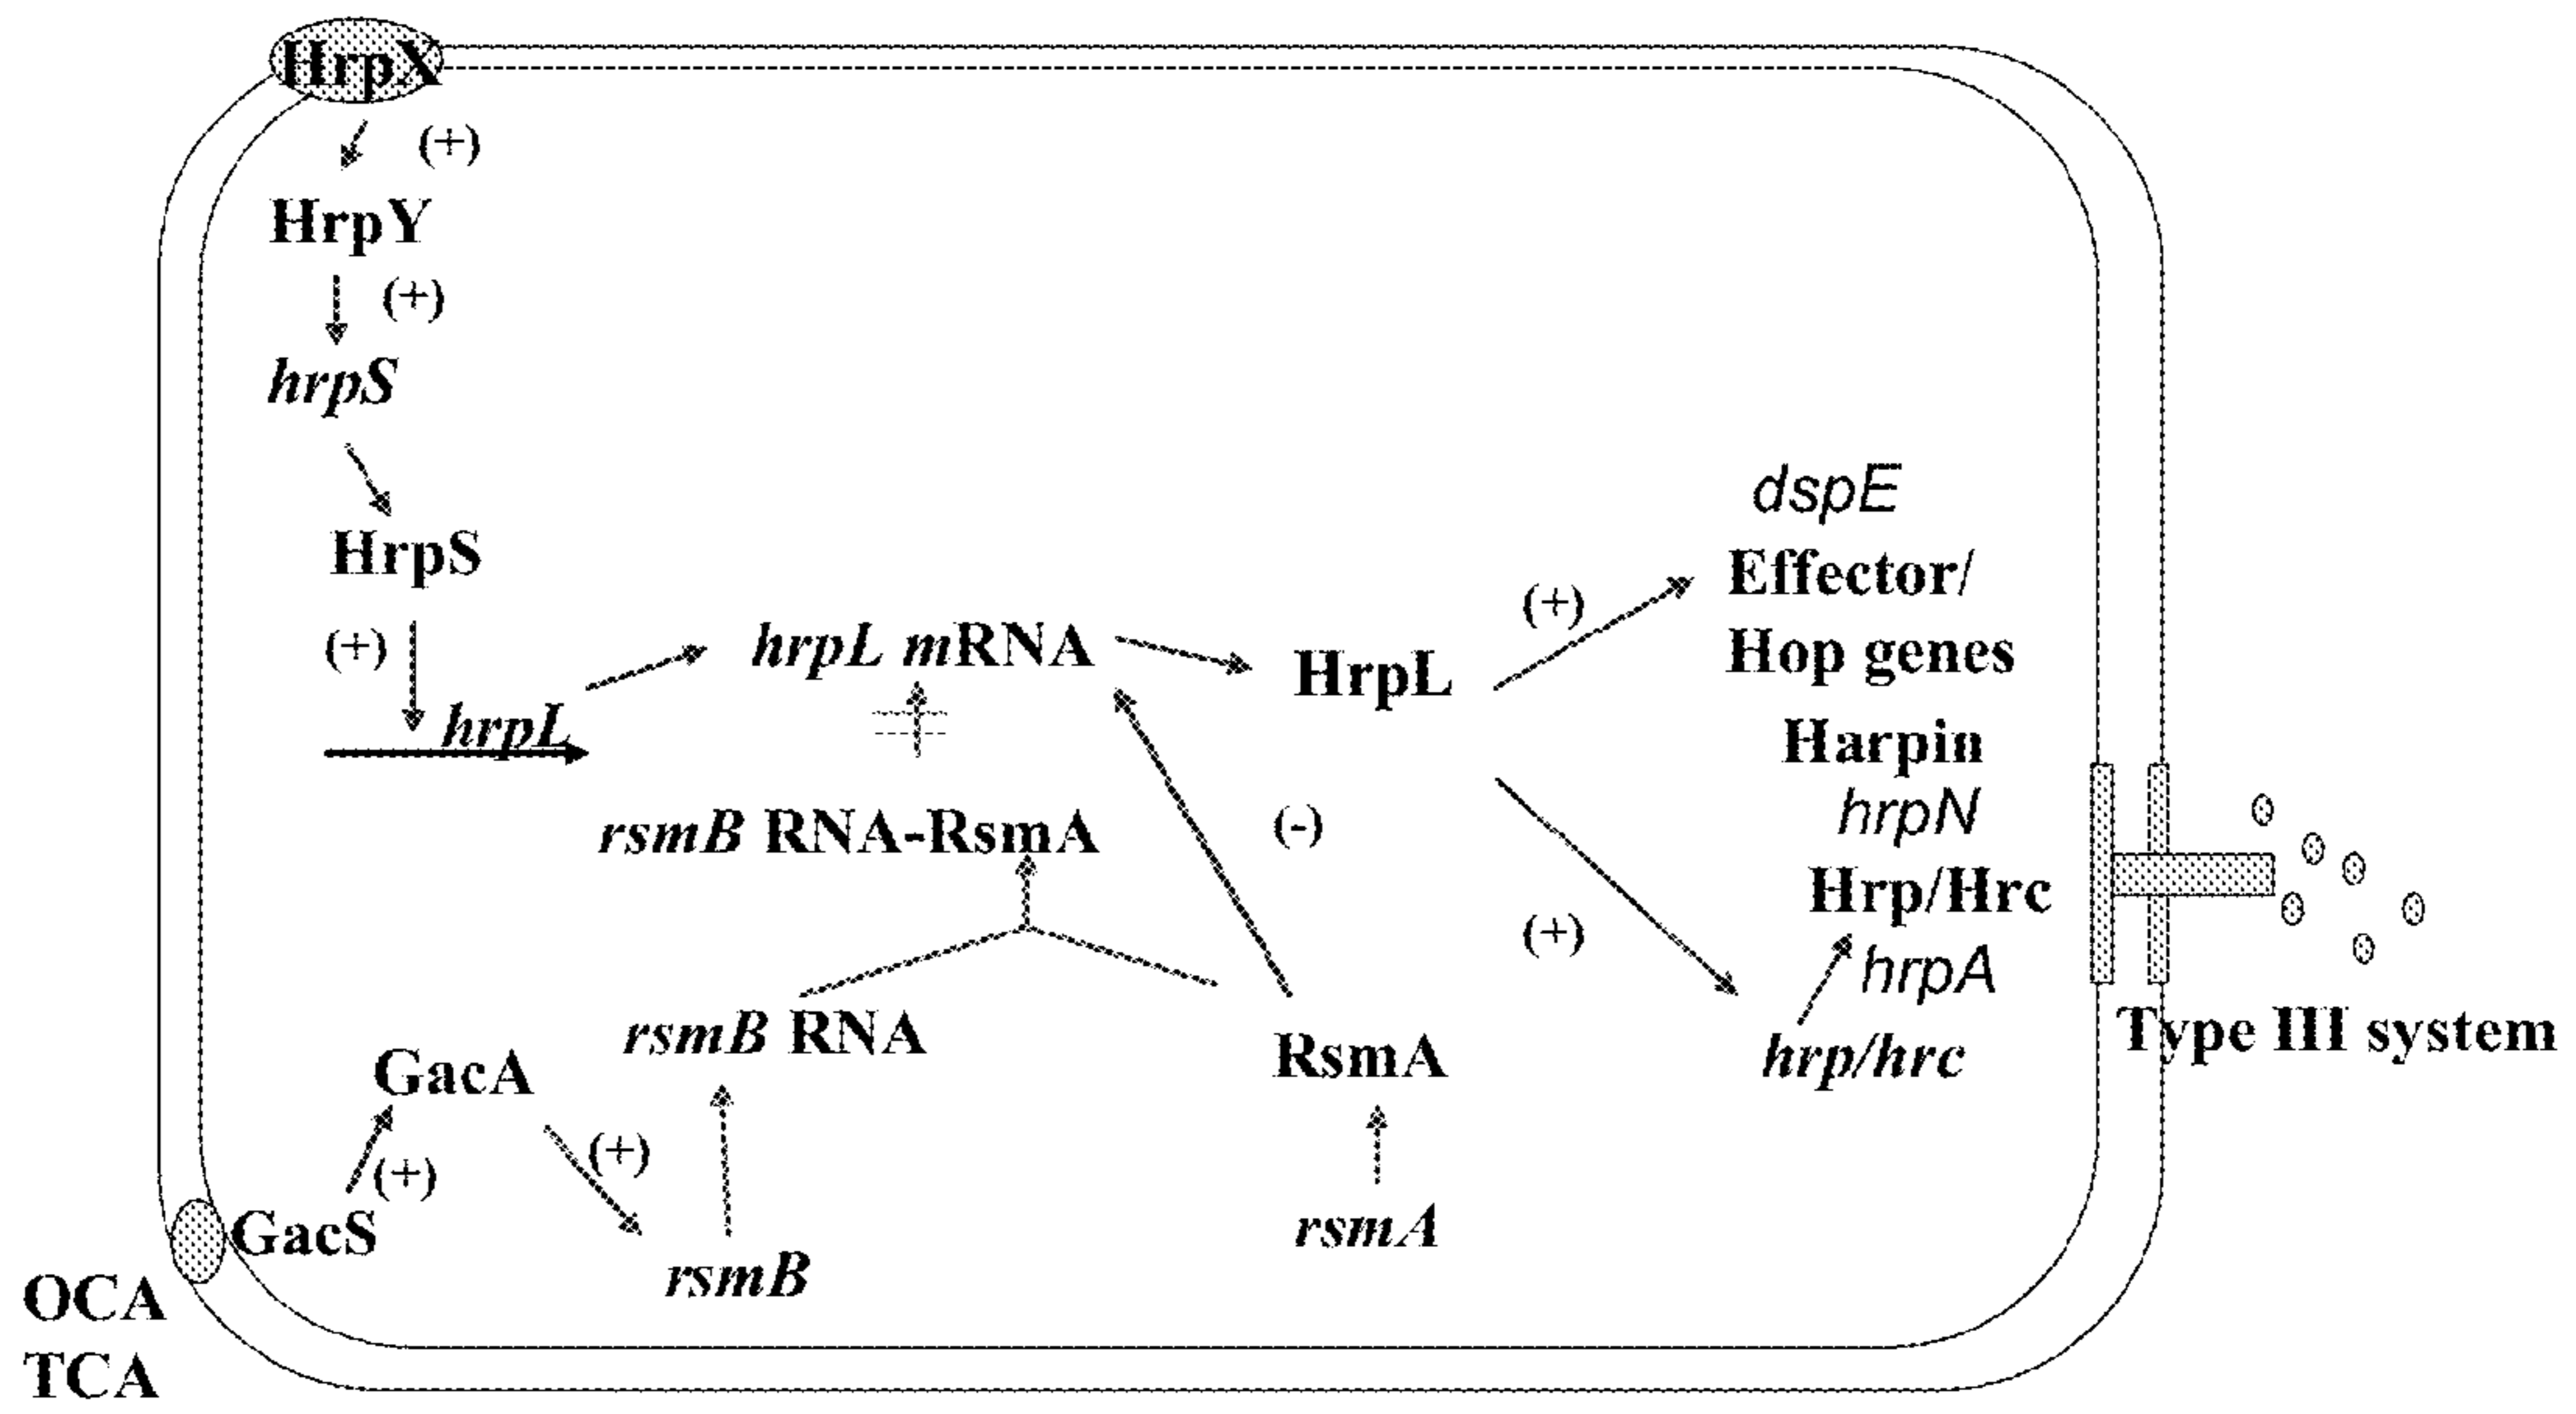 HrpX
(+)
HrpY
(+)
hrpS
HrpS
(+)
hrpL
hrpL mRNA
HrpL
(+)
dspE
Effector/
Hop genes
Harpin
hrpN
Hrp/Hrc
hrpA
hrp/hrc
(+)
(-)
rsmB RNA-RsmA
rsmB RNA
RsmA
rsmA
GacA
(+)
(+)
GacS
rsmB
OCA
TCA
Type III system